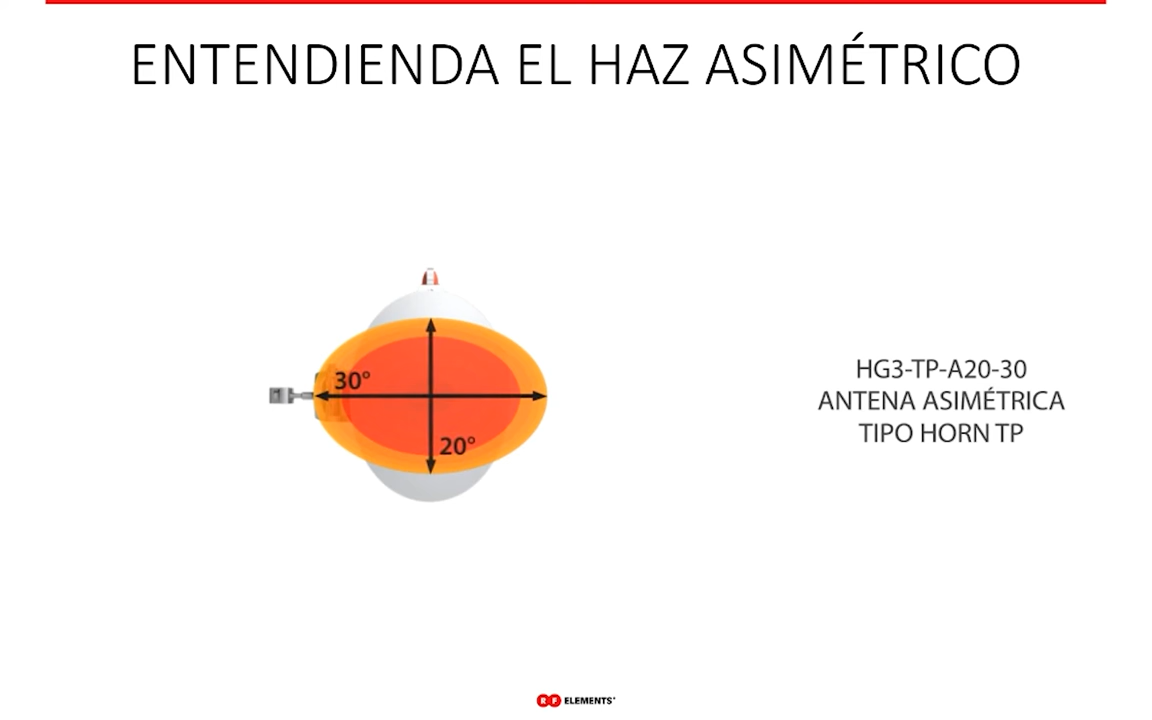 ENTENDIENDA EL HAZ ASIMÉTRICO
30°
20°
HG3-TP-A20-30
ANTENA ASIMÉTRICA
TIPO HORN TP
RF ELEMENTS